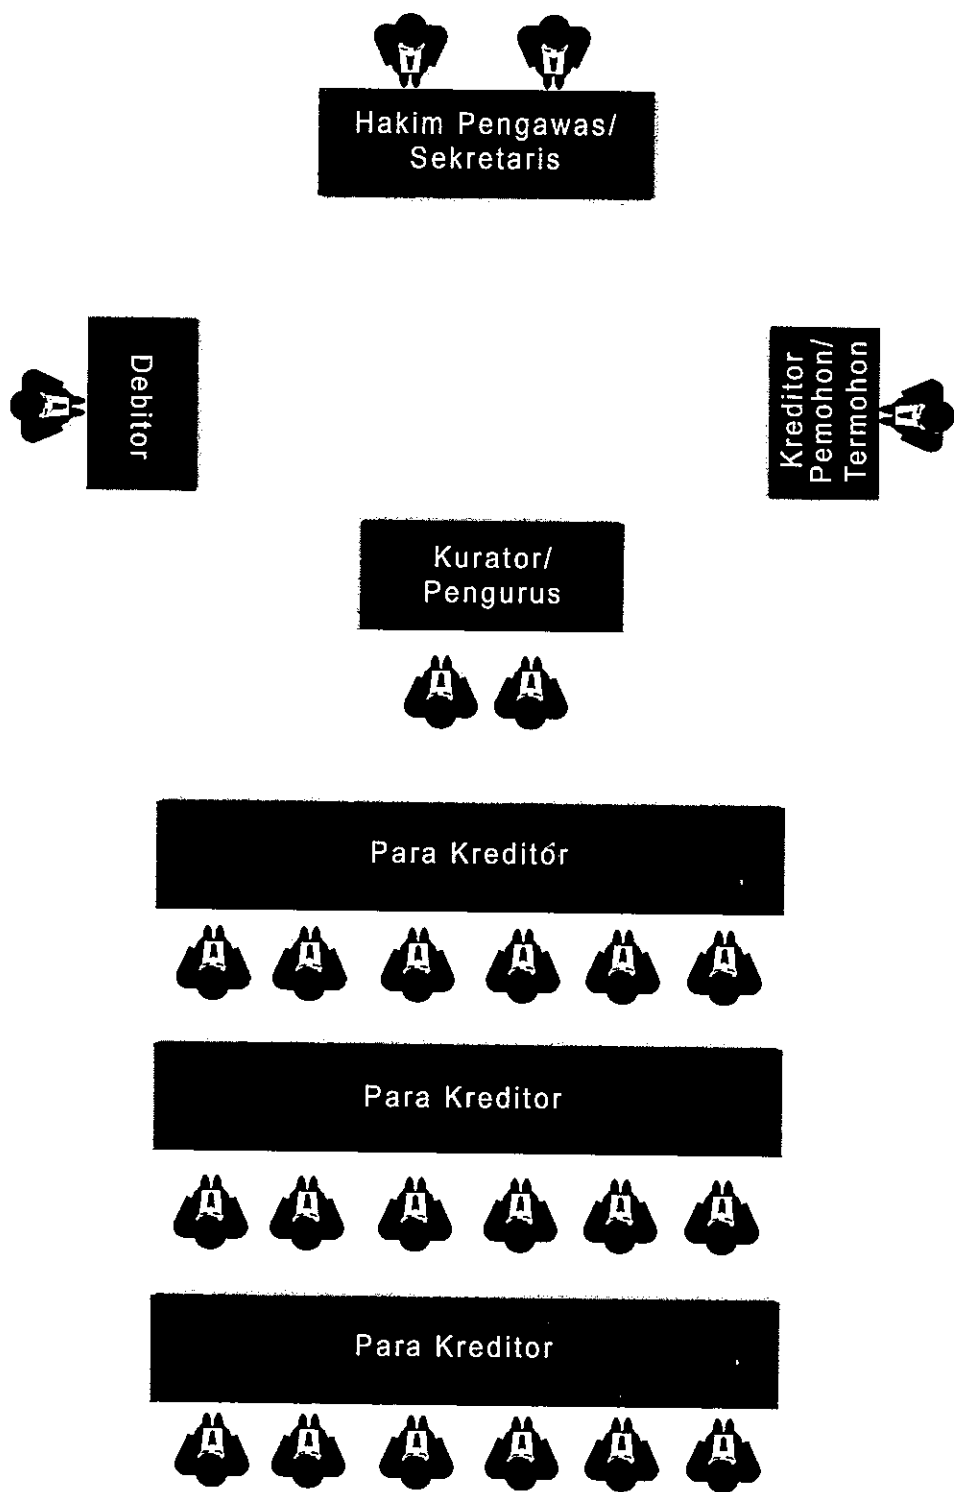 Hakim Pengawas/
Sekretaris
Debitor
Kreditor
Pemohon/
Termohon
Kurator/
Pengurus
Para Kreditor
Para Kreditor
Para Kreditor